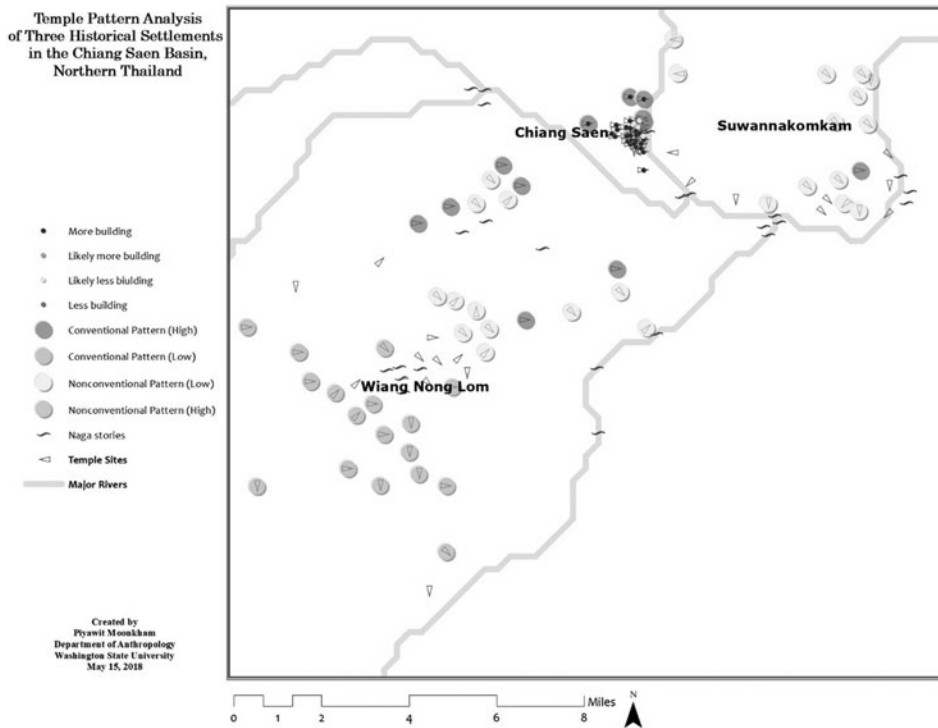 Temple Pattern Analysis
of Three Historical Settlements
in the Chiang Saen Basin,
Northern Thailand
Chiang Saen
Suwannakomkam
Wiang Nong Lom
More building
Likely more building
Likely less biulding
Less building
Conventional Pattern (High)
Conventional Pattern (Low)
Nonconventional Pattern (Low)
Nonconventional Pattern (High)
Naga stories
Temple Sites
Major Rivers
Created by
Piyawit Moonkham
Department of Anthropology
Washington State University
May 15, 2018
Miles
0 1 2 4 6 8
N